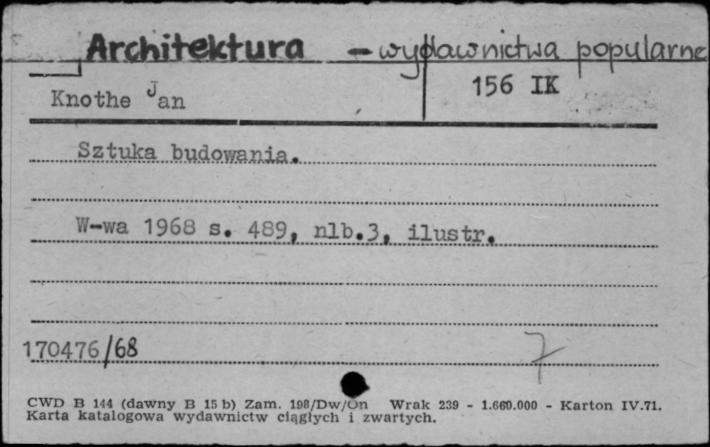 Architektura - wydawnictwa popularne
156 IK
Knothe Jan
Sztuka budowania.
W-wa 1968 s. 489, nlb.3, ilustr.
170476/68
7
CWD B 144 (dawny B 15 b) Zam. 198/Dw/On Wrak 239 - 1.660.000 - Karton IV.71.
Karta katalogowa wydawnictw ciągłych i zwartych.